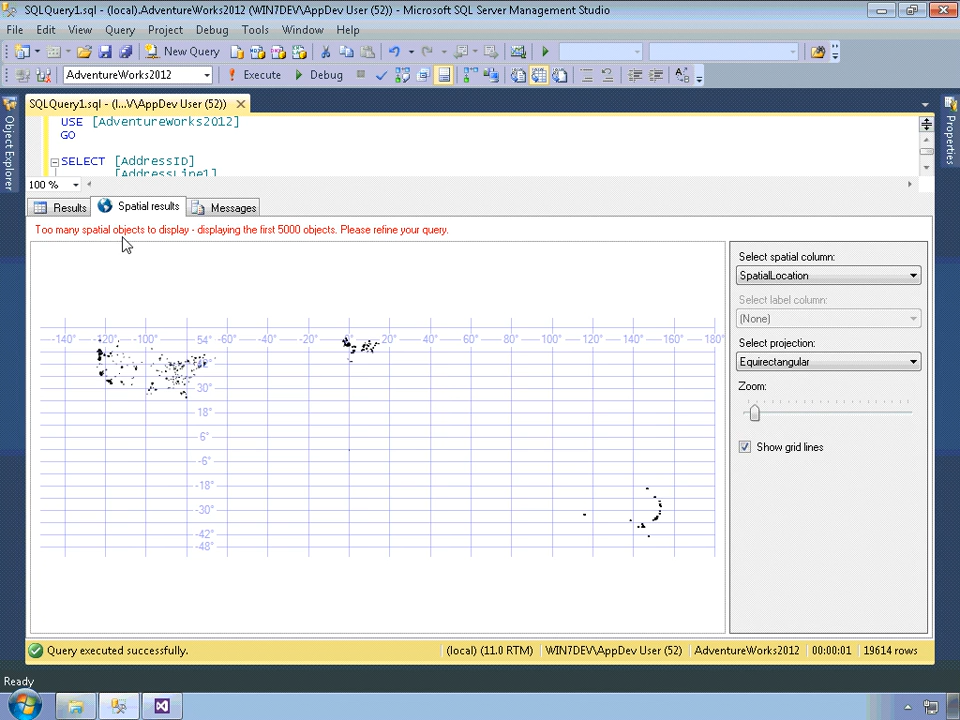 SQLQuery1.sql - (local).AdventureWorks2012 (WIN7DEV\AppDev User (52)) - Microsoft SQL Server Management Studio
File Edit View Query Project Debug Tools Window Help
New Query
AdventureWorks2012 Execute Debug
SQLQuery1.sql - (l...V\AppDev User (52))
Object Explorer
Properties
USE [AdventureWorks2012]
GO
SELECT [AddressID]
[AddressLine1]
100 %
Results Spatial results Messages
Too many spatial objects to display - displaying the first 5000 objects. Please refine your query.
-140° -120° -100° 54° -60° -40° -20° 0° 20° 40° 60° 80° 100° 120° 140° 160° 180°
42°
30°
18°
6°
-6°
-18°
-30°
-42°
-48°
Select spatial column:
SpatialLocation
Select label column:
(None)
Select projection:
Equirectangular
Zoom:
Show grid lines
Query executed successfully. (local) (11.0 RTM) WIN7DEV\AppDev User (52) AdventureWorks2012 00:00:01 19614 rows
Ready